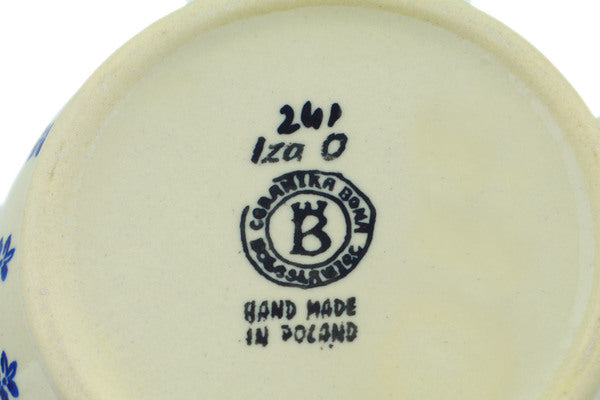 241
Iza O
CERAMIKA BONA
BOLESŁAWIEC
B
HAND MADE
IN POLAND